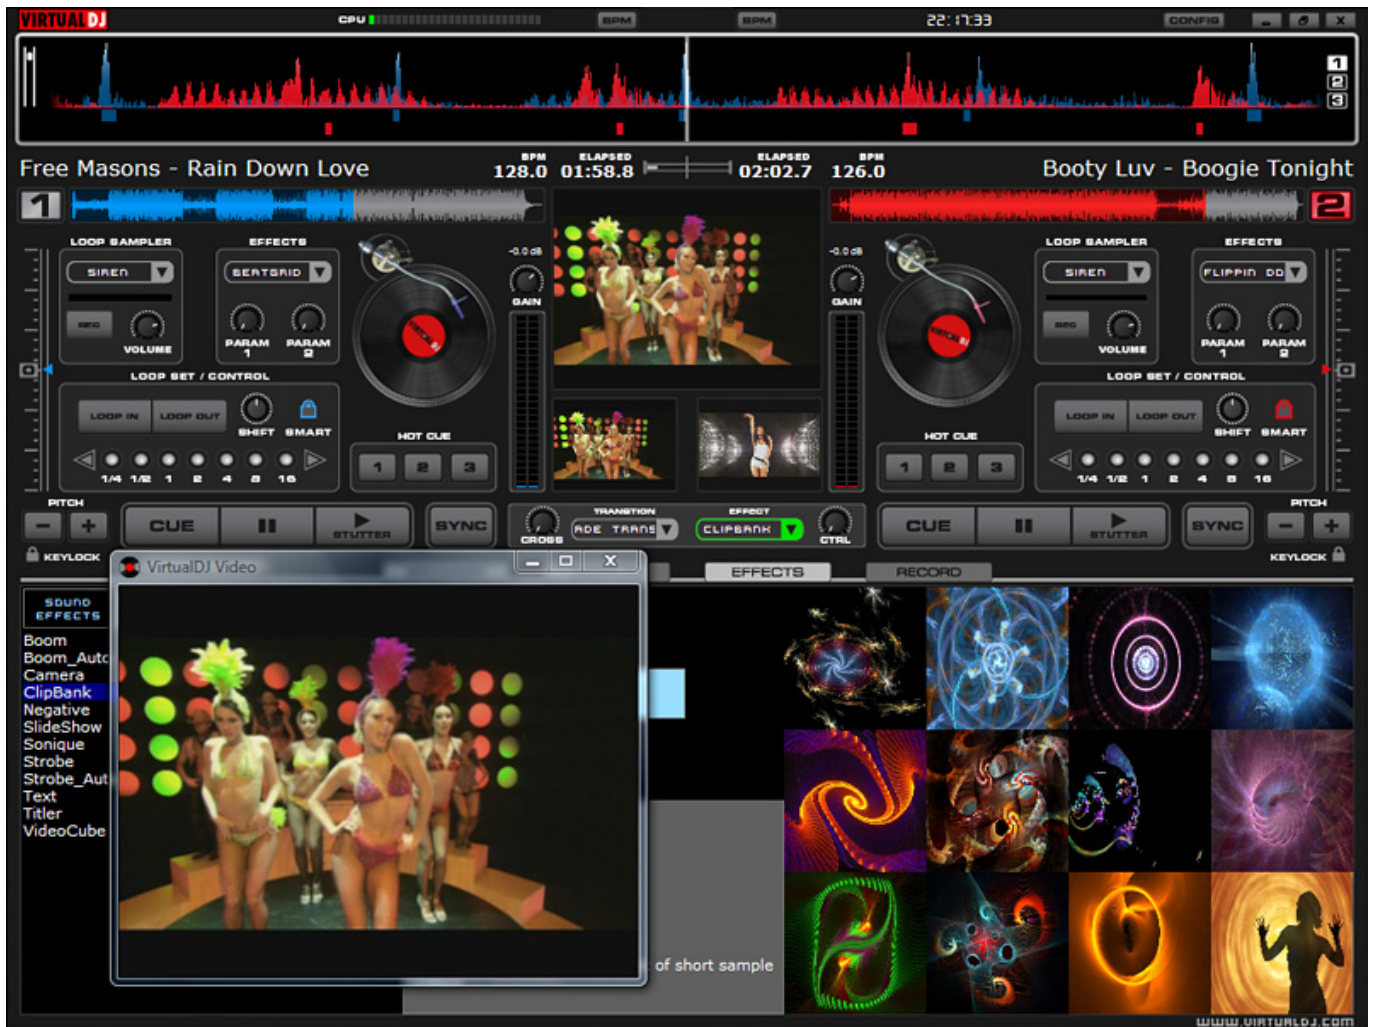 VIRTUAL DJ
CPU
BPM
BPM
22:17:33
CONFIG
1
2
3
Free Masons - Rain Down Love
BPM
128.0
ELAPSED
01:58.8
ELAPSED
02:02.7
BPM
126.0
Booty Luv - Boogie Tonight
1
2
LOOP SAMPLER
EFFECTS
SIREN
BEATGRID
REC
VOLUME
PARAM 1
PARAM 2
-0.0 dB
GAIN
-0.0 dB
GAIN
LOOP SAMPLER
EFFECTS
SIREN
FLIPPIN DO
REC
VOLUME
PARAM 1
PARAM 2
LOOP SET / CONTROL
LOOP IN
LOOP OUT
SHIFT
SMART
1/4 1/2 1 2 4 8 16
HOT CUE
1 2 3
HOT CUE
1 2 3
LOOP SET / CONTROL
LOOP IN
LOOP OUT
SHIFT
SMART
1/4 1/2 1 2 4 8 16
PITCH
- +
KEYLOCK
CUE
STUTTER
SYNC
CROSS
TRANSITION
ADE TRANS
EFFECT
CLIPBANK
CTRL
CUE
STUTTER
SYNC
PITCH
- +
KEYLOCK
VirtualDJ Video
EFFECTS
RECORD
SOUND
EFFECTS
Boom
Boom_Auto
Camera
ClipBank
Negative
SlideShow
Sonique
Strobe
Strobe_Aut
Text
Titler
VideoCube
of short sample
www.VIRTUALDJ.com